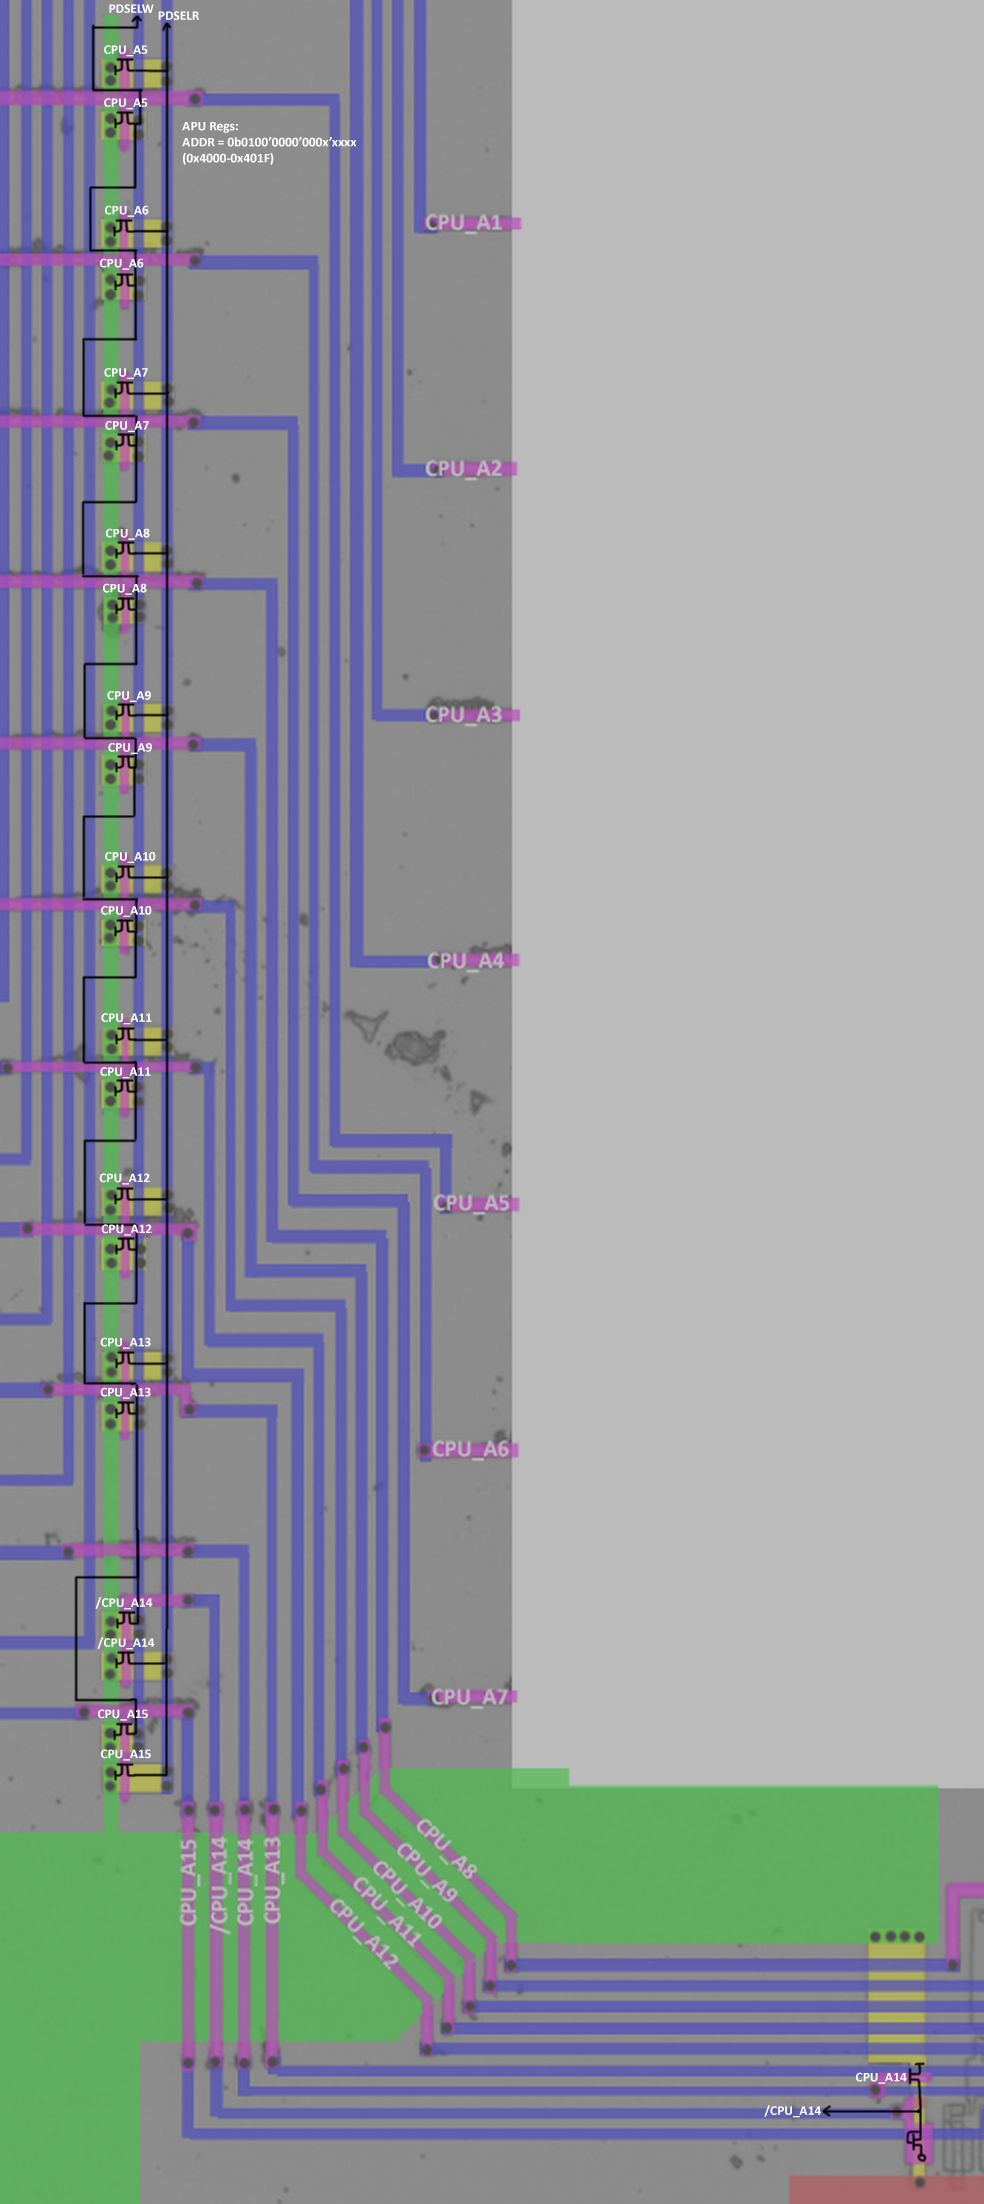 PDSELW
PDSELR
CPU_A5
CPU_A5
APU Regs:
ADDR = 0b0100'0000'000x'xxxx
(0x4000-0x401F)
CPU_A6
CPU_A1
CPU_A6
CPU_A7
CPU_A7
CPU_A2
CPU_A8
CPU_A8
CPU_A9
CPU_A3
CPU_A9
CPU_A10
CPU_A10
CPU_A4
CPU_A11
CPU_A11
CPU_A12
CPU_A5
CPU_A12
CPU_A13
CPU_A13
CPU_A6
/CPU_A14
/CPU_A14
CPU_A7
CPU_A15
CPU_A15
CPU_A15
/CPU_A14
CPU_A14
CPU_A13
CPU_A12
CPU_A11
CPU_A10
CPU_A9
CPU_A8
CPU_A14
/CPU_A14